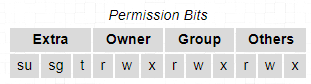 Permission Bits
Extra Owner Group Others
su sg t r w x r w x r w x